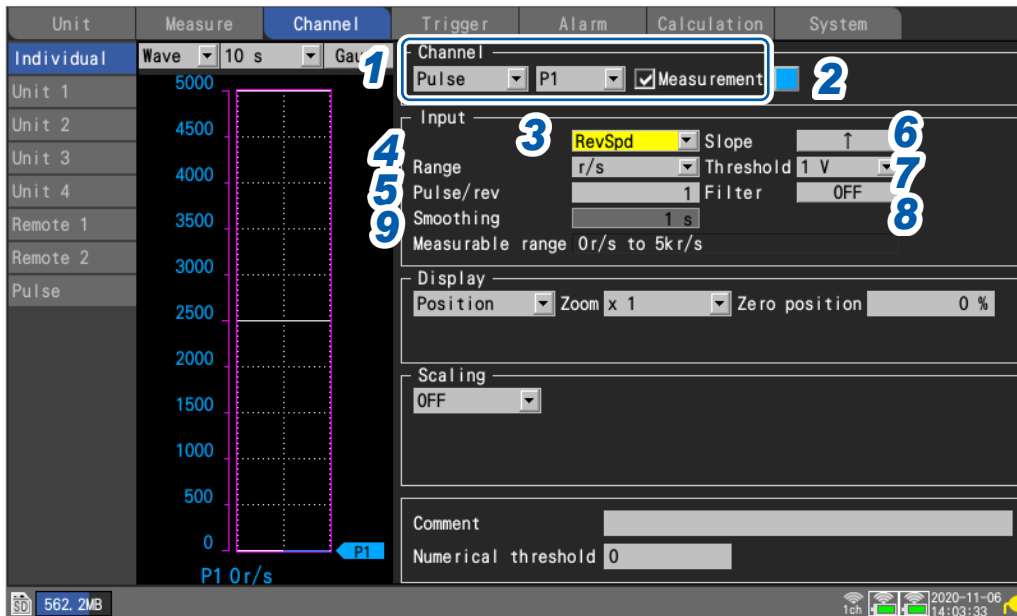 Unit Measure Channel Trigger Alarm Calculation System
Individual
Unit 1
Unit 2
Unit 3
Unit 4
Remote 1
Remote 2
Pulse
Wave 10 s Gau
5000
4500
4000
3500
3000
2500
2000
1500
1000
500
0
P1
P1 0r/s
1
Channel
Pulse P1 Measurement 2
Input
3 RevSpd Slope ↑ 6
4 Range r/s Threshold 1 V 7
5 Pulse/rev 1 Filter OFF 8
9 Smoothing 1 s
Measurable range 0r/s to 5kr/s
Display
Position Zoom x 1 Zero position 0 %
Scaling
OFF
Comment
Numerical threshold 0
SD 562.2MB
1ch
2020-11-06
14:03:33